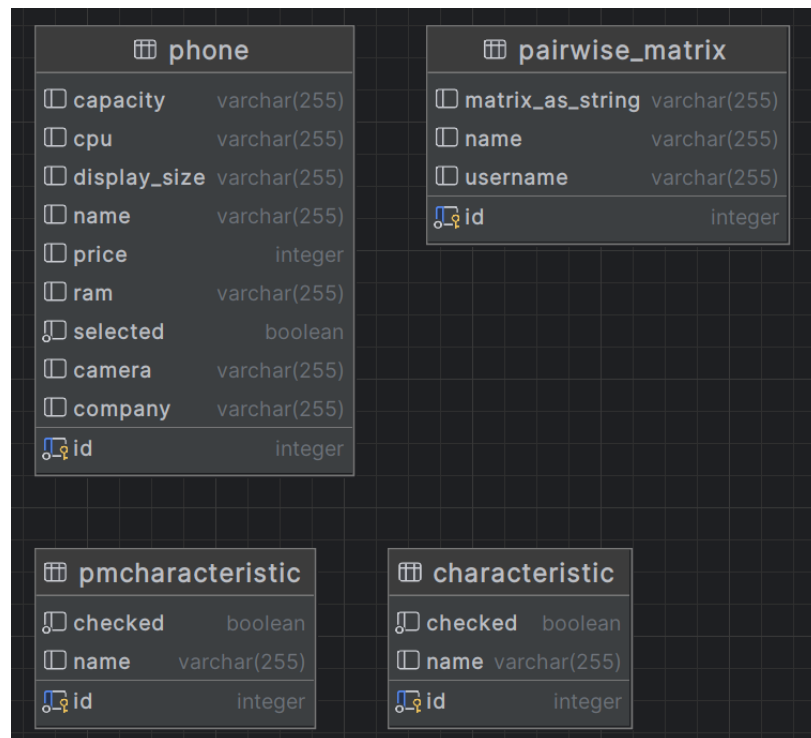 phone
capacity varchar(255)
cpu varchar(255)
display_size varchar(255)
name varchar(255)
price integer
ram varchar(255)
selected boolean
camera varchar(255)
company varchar(255)
id integer
pairwise_matrix
matrix_as_string varchar(255)
name varchar(255)
username varchar(255)
id integer
pmcharacteristic
checked boolean
name varchar(255)
id integer
characteristic
checked boolean
name varchar(255)
id integer